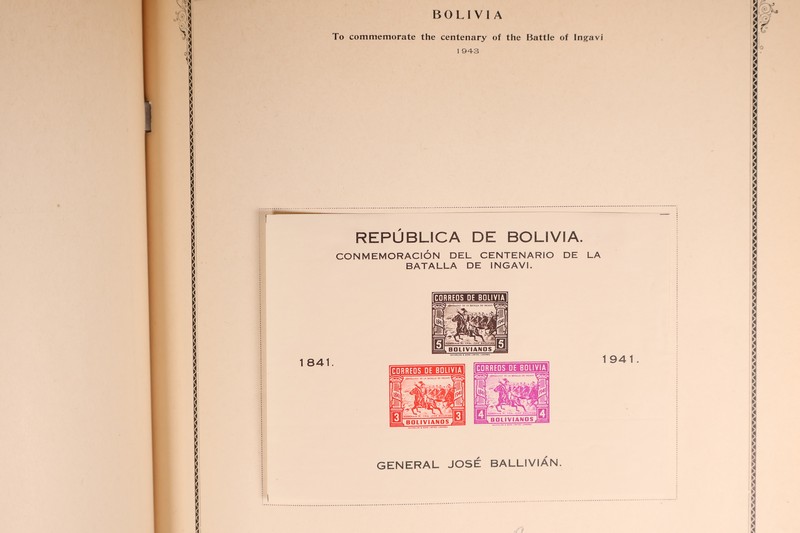 BOLIVIA
To commemorate the centenary of the Battle of Ingavi
1943
REPÚBLICA DE BOLIVIA.
CONMEMORACIÓN DEL CENTENARIO DE LA
BATALLA DE INGAVI.
CORREOS DE BOLIVIA
5 5
BOLIVIANOS
1841.
1941.
CORREOS DE BOLIVIA
3 3
BOLIVIANOS
CORREOS DE BOLIVIA
4 4
BOLIVIANOS
GENERAL JOSÉ BALLIVIÁN.